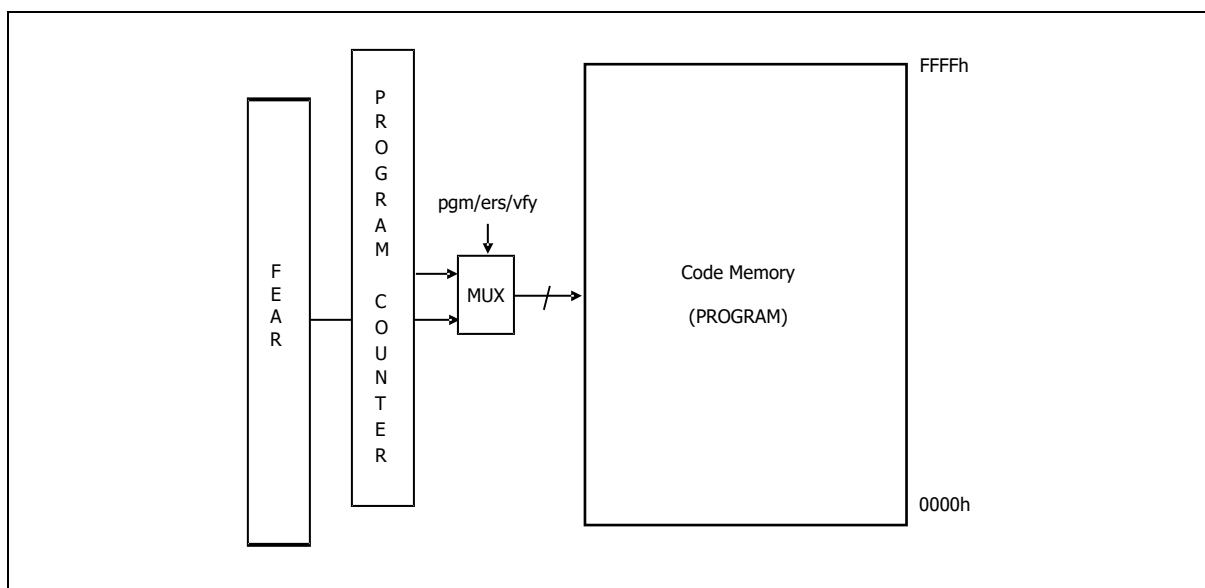 FEAR
PROGRAM COUNTER
pgm/ers/vfy
MUX
Code Memory
(PROGRAM)
FFFFh
0000h